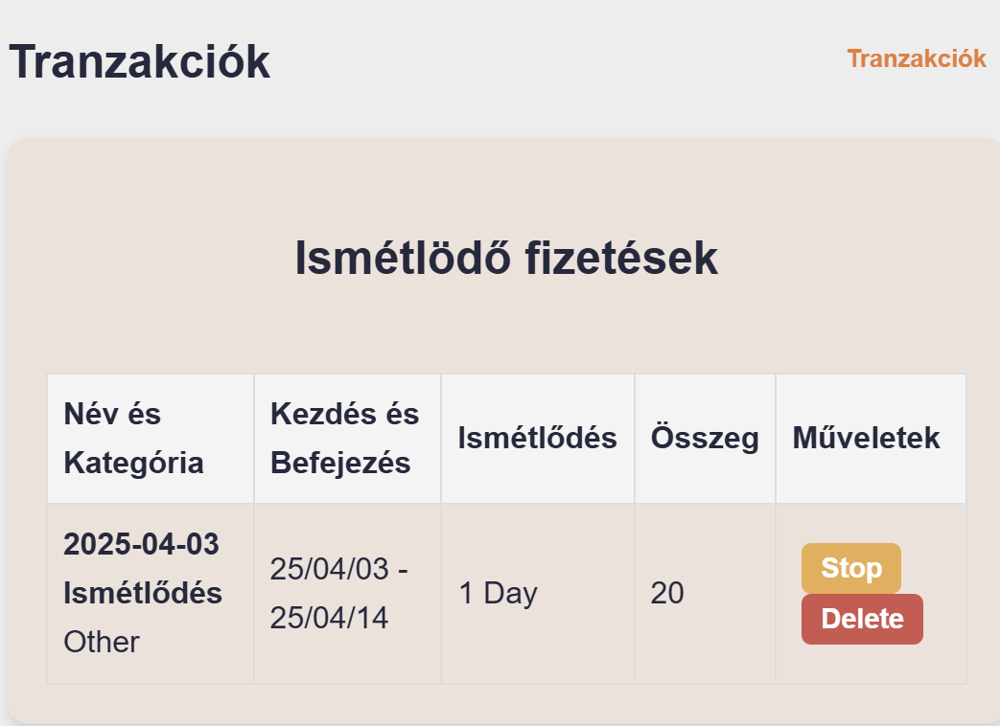 Tranzakciók
Tranzakciók
Ismétlödő fizetések
Név és
Kategória
Kezdés és
Befejezés
Ismétlődés
Összeg
Műveletek
2025-04-03
Ismétlődés
Other
25/04/03 -
25/04/14
1 Day
20
Stop
Delete